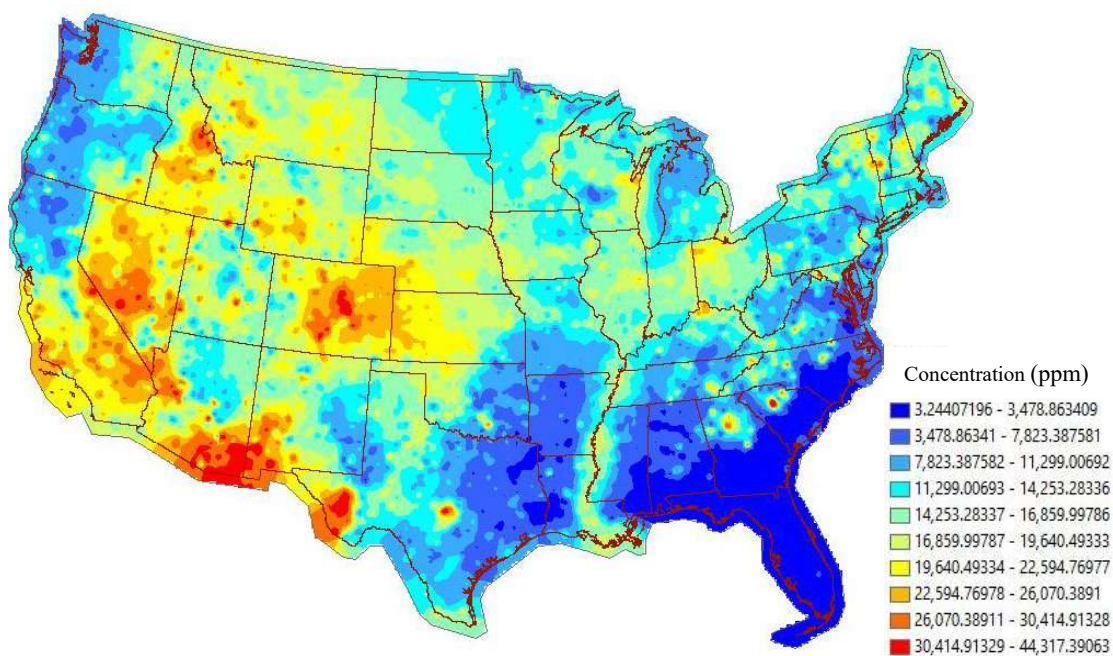 Concentration (ppm)
3,24407196 - 3,478.863409
3,478.86341 - 7,823.387581
7,823.387582 - 11,299.00692
11,299.00693 - 14,253.28336
14,253.28337 - 16,859.99786
16,859.99787 - 19,640.49333
19,640.49334 - 22,594.76977
22,594.76978 - 26,070.3891
26,070.38911 - 30,414.91328
30,414.91329 - 44,317.39063